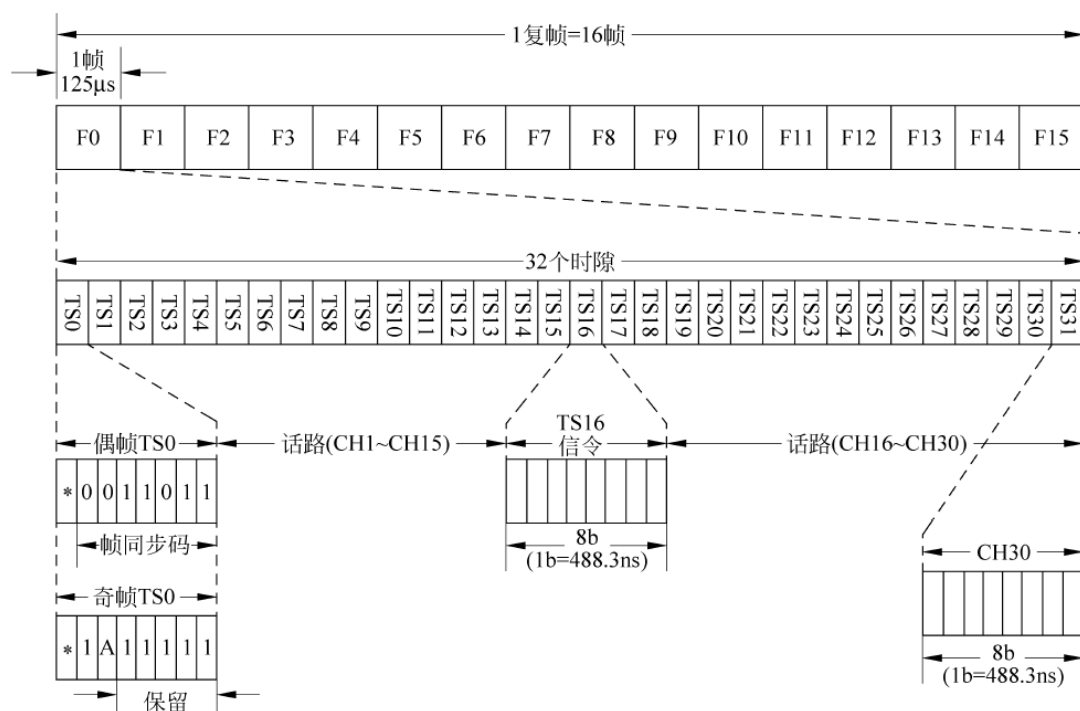 1复帧=16帧
1帧
125μs
F0 F1 F2 F3 F4 F5 F6 F7 F8 F9 F10 F11 F12 F13 F14 F15
32个时隙
TS0 TS1 TS2 TS3 TS4 TS5 TS6 TS7 TS8 TS9 TS10 TS11 TS12 TS13 TS14 TS15 TS16 TS17 TS18 TS19 TS20 TS21 TS22 TS23 TS24 TS25 TS26 TS27 TS28 TS29 TS30 TS31
偶帧TS0 话路(CH1~CH15) TS16 话路(CH16~CH30)
信令
* 0 0 1 1 0 1 1
帧同步码
8b
(1b=488.3ns)
CH30
奇帧TS0
* 1 A 1 1 1 1 1
保留
8b
(1b=488.3ns)